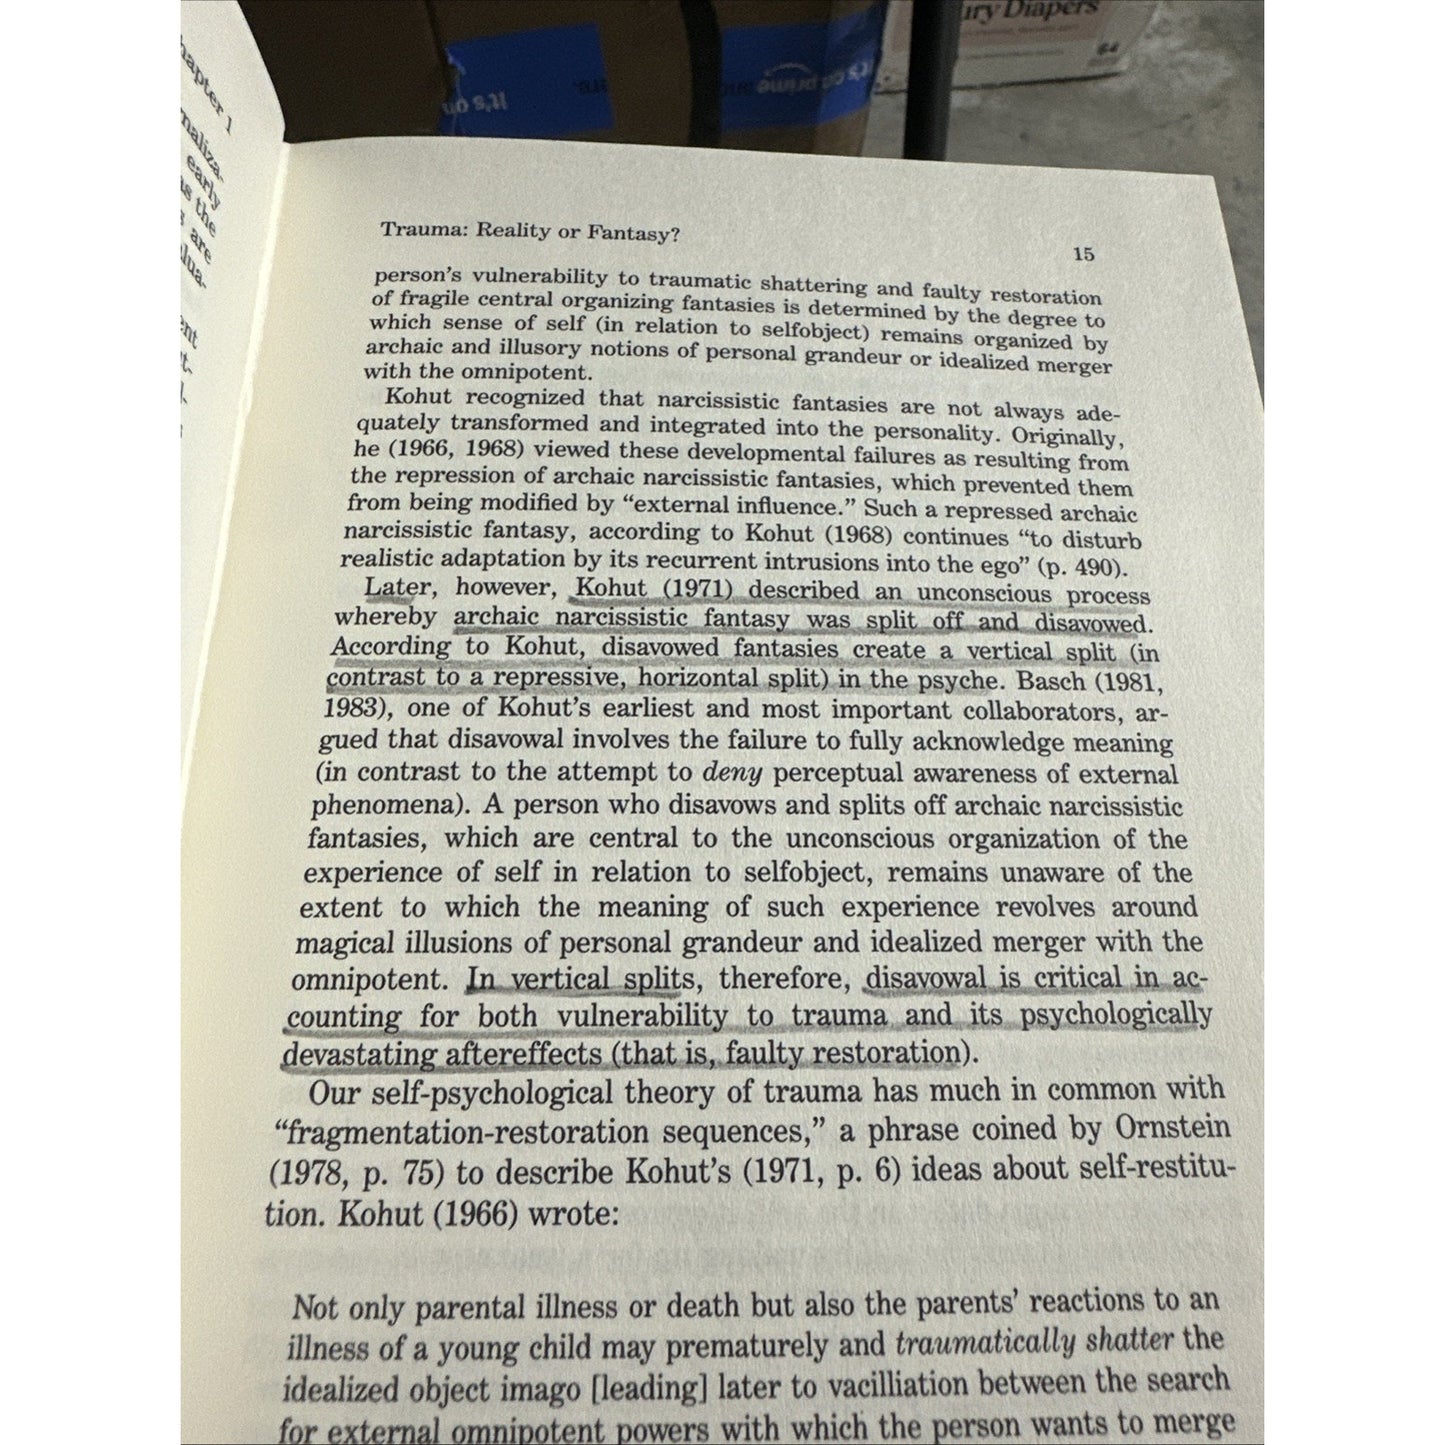 ury Diapers
64
It's on
prime
Chapter 1
naliza-
early
as the
are
lua-
ent
t-
Trauma: Reality or Fantasy?
15
person's vulnerability to traumatic shattering and faulty restoration
of fragile central organizing fantasies is determined by the degree to
which sense of self (in relation to selfobject) remains organized by
archaic and illusory notions of personal grandeur or idealized merger
with the omnipotent.
Kohut recognized that narcissistic fantasies are not always ade-
quately transformed and integrated into the personality. Originally,
he (1966, 1968) viewed these developmental failures as resulting from
the repression of archaic narcissistic fantasies, which prevented them
from being modified by “external influence.” Such a repressed archaic
narcissistic fantasy, according to Kohut (1968) continues “to disturb
realistic adaptation by its recurrent intrusions into the ego” (p. 490).
Later, however, Kohut (1971) described an unconscious process
whereby archaic narcissistic fantasy was split off and disavowed.
According to Kohut, disavowed fantasies create a vertical split (in
contrast to a repressive, horizontal split) in the psyche. Basch (1981,
1983), one of Kohut's earliest and most important collaborators, ar-
gued that disavowal involves the failure to fully acknowledge meaning
(in contrast to the attempt to deny perceptual awareness of external
phenomena). A person who disavows and splits off archaic narcissistic
fantasies, which are central to the unconscious organization of the
experience of self in relation to selfobject, remains unaware of the
extent to which the meaning of such experience revolves around
magical illusions of personal grandeur and idealized merger with the
omnipotent. In vertical splits, therefore, disavowal is critical in ac-
counting for both vulnerability to trauma and its psychologically
devastating aftereffects (that is, faulty restoration).
Our self-psychological theory of trauma has much in common with
“fragmentation-restoration sequences,” a phrase coined by Ornstein
(1978, p. 75) to describe Kohut's (1971, p. 6) ideas about self-restitu-
tion. Kohut (1966) wrote:
Not only parental illness or death but also the parents' reactions to an
illness of a young child may prematurely and traumatically shatter the
idealized object imago [leading] later to vacilliation between the search
for external omnipotent powers with which the person wants to merge